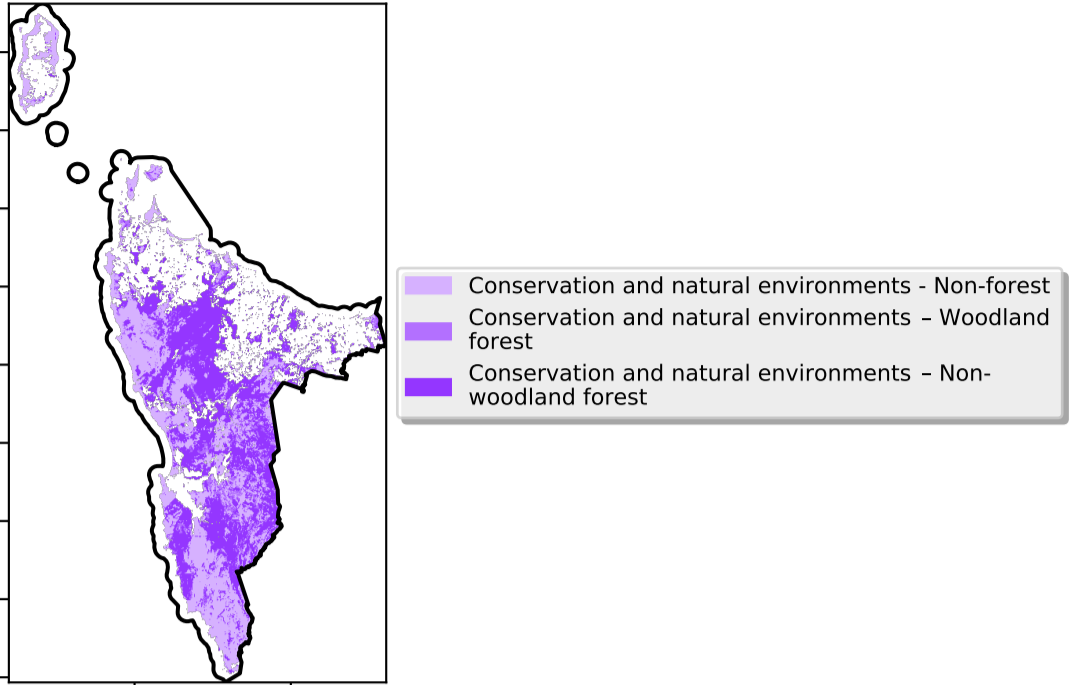 Conservation and natural environments - Non-forest
Conservation and natural environments – Woodland
forest
Conservation and natural environments – Non-
woodland forest